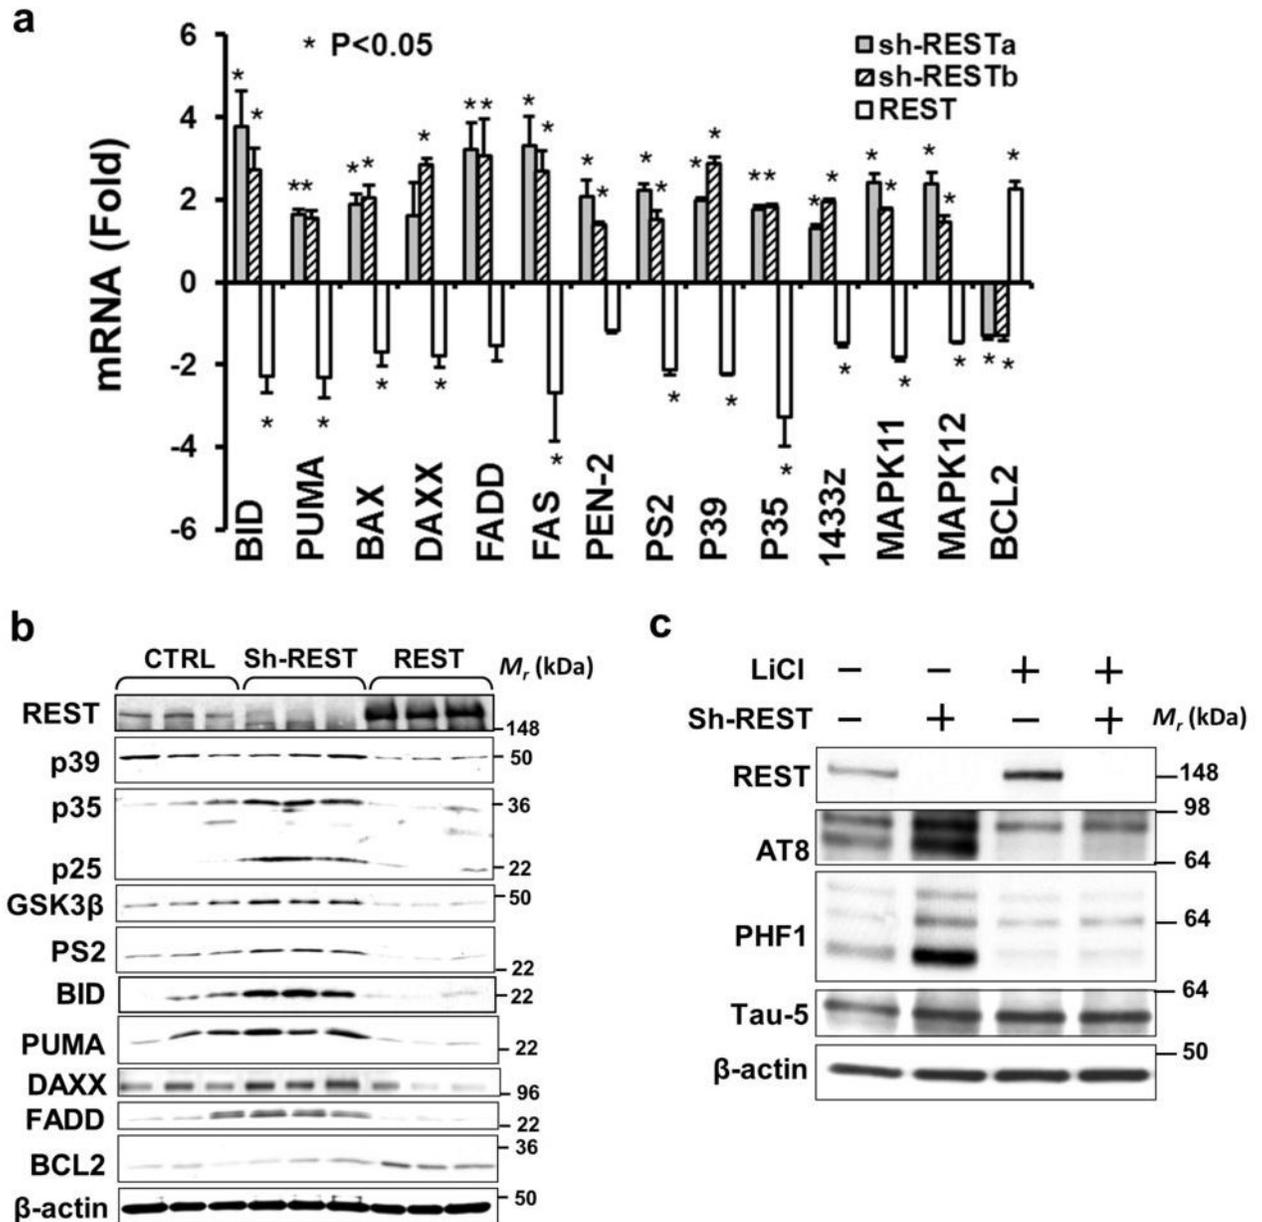 a
* P<0.05
sh-RESTa
sh-RESTb
REST
mRNA (Fold)
6
4
2
0
-2
-4
-6
BID
PUMA
BAX
DAXX
FADD
FAS
PEN-2
PS2
P39
P35
1433z
MAPK11
MAPK12
BCL2
b
CTRL Sh-REST REST Mr (kDa)
REST
148
p39 50
p35 36
p25 22
GSK3β 50
PS2
22
BID 22
PUMA 22
DAXX
96
FADD 22
BCL2 36
β-actin 50
c
LiCl − − + +
Sh-REST − + − + Mr (kDa)
REST 148
98
AT8
64
PHF1 64
Tau-5 64
β-actin 50